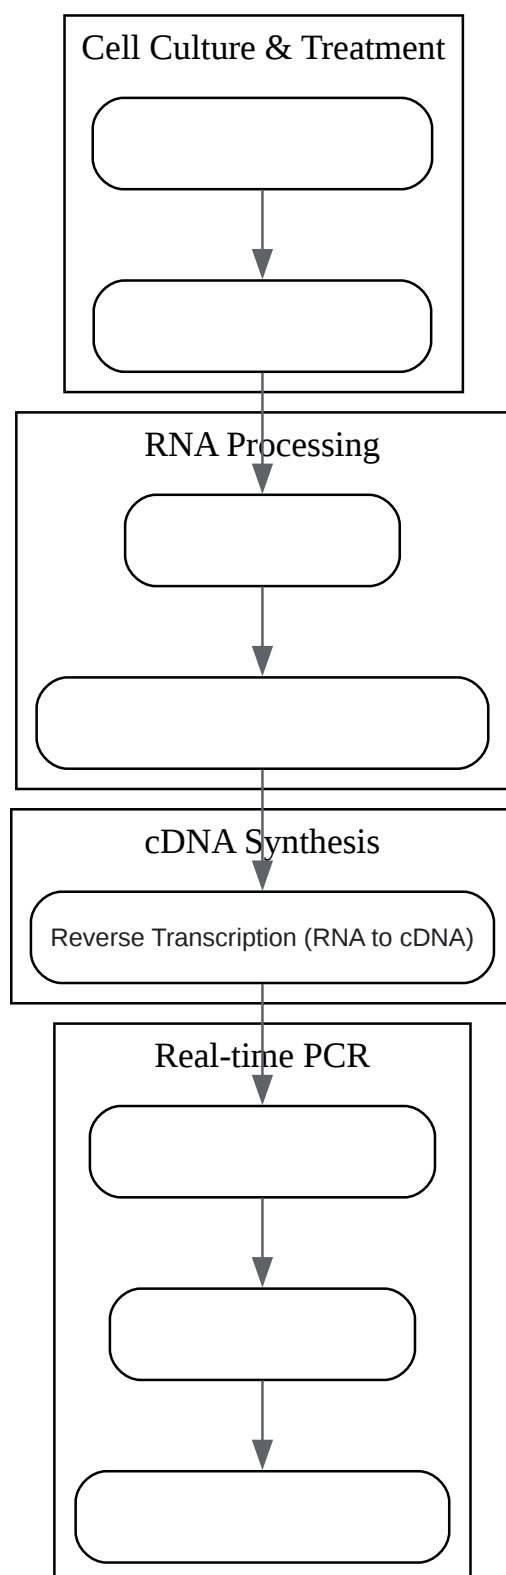 Cell Culture & Treatment
RNA Processing
cDNA Synthesis
Reverse Transcription (RNA to cDNA)
Real-time PCR